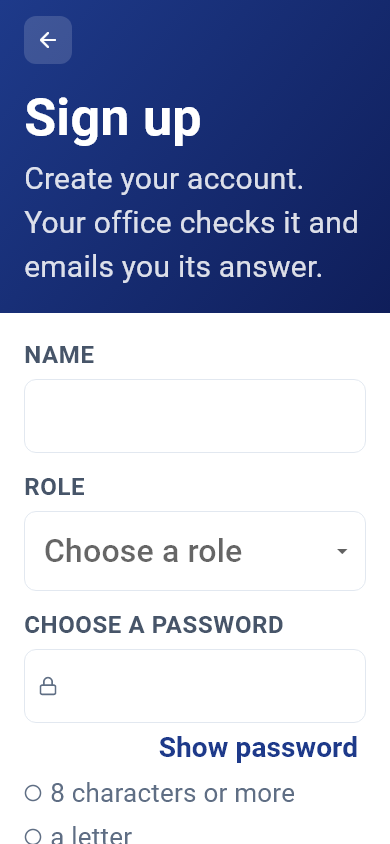 Sign up
Create your account.
Your office checks it and
emails you its answer.
NAME
ROLE
Choose a role
CHOOSE A PASSWORD
Show password
8 characters or more
a letter